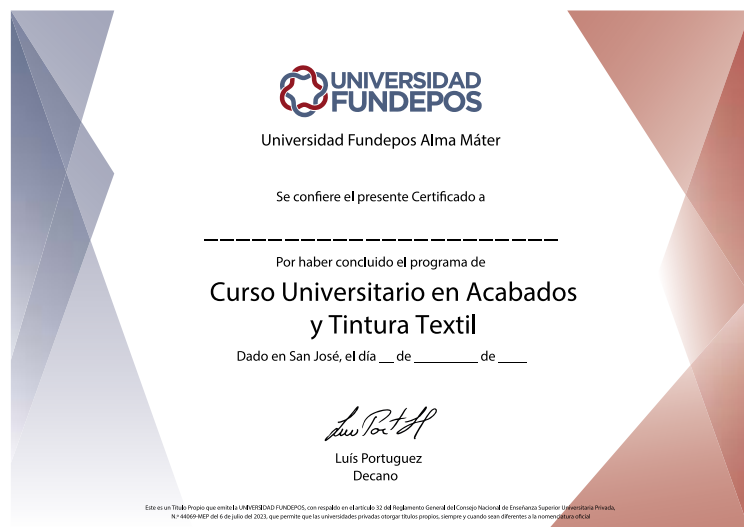 UNIVERSIDAD
FUNDEPOS
Universidad Fundepos Alma Máter
Se confiere el presente Certificado a
Por haber concluido el programa de
Curso Universitario en Acabados
y Tintura Textil
Dado en San José, el día __ de ________ de ____
Luís Portuguez
Decano
Este es un Título Propio que emite la UNIVERSIDAD FUNDEPOS, con respaldo en el artículo 32 del Reglamento General del Consejo Nacional de Enseñanza Superior Universitaria Privada,
N.º 44069-MEP del 6 de julio del 2023, que permite que las universidades privadas otorgar títulos propios, siempre y cuando sean diferentes a la nomenclatura oficial